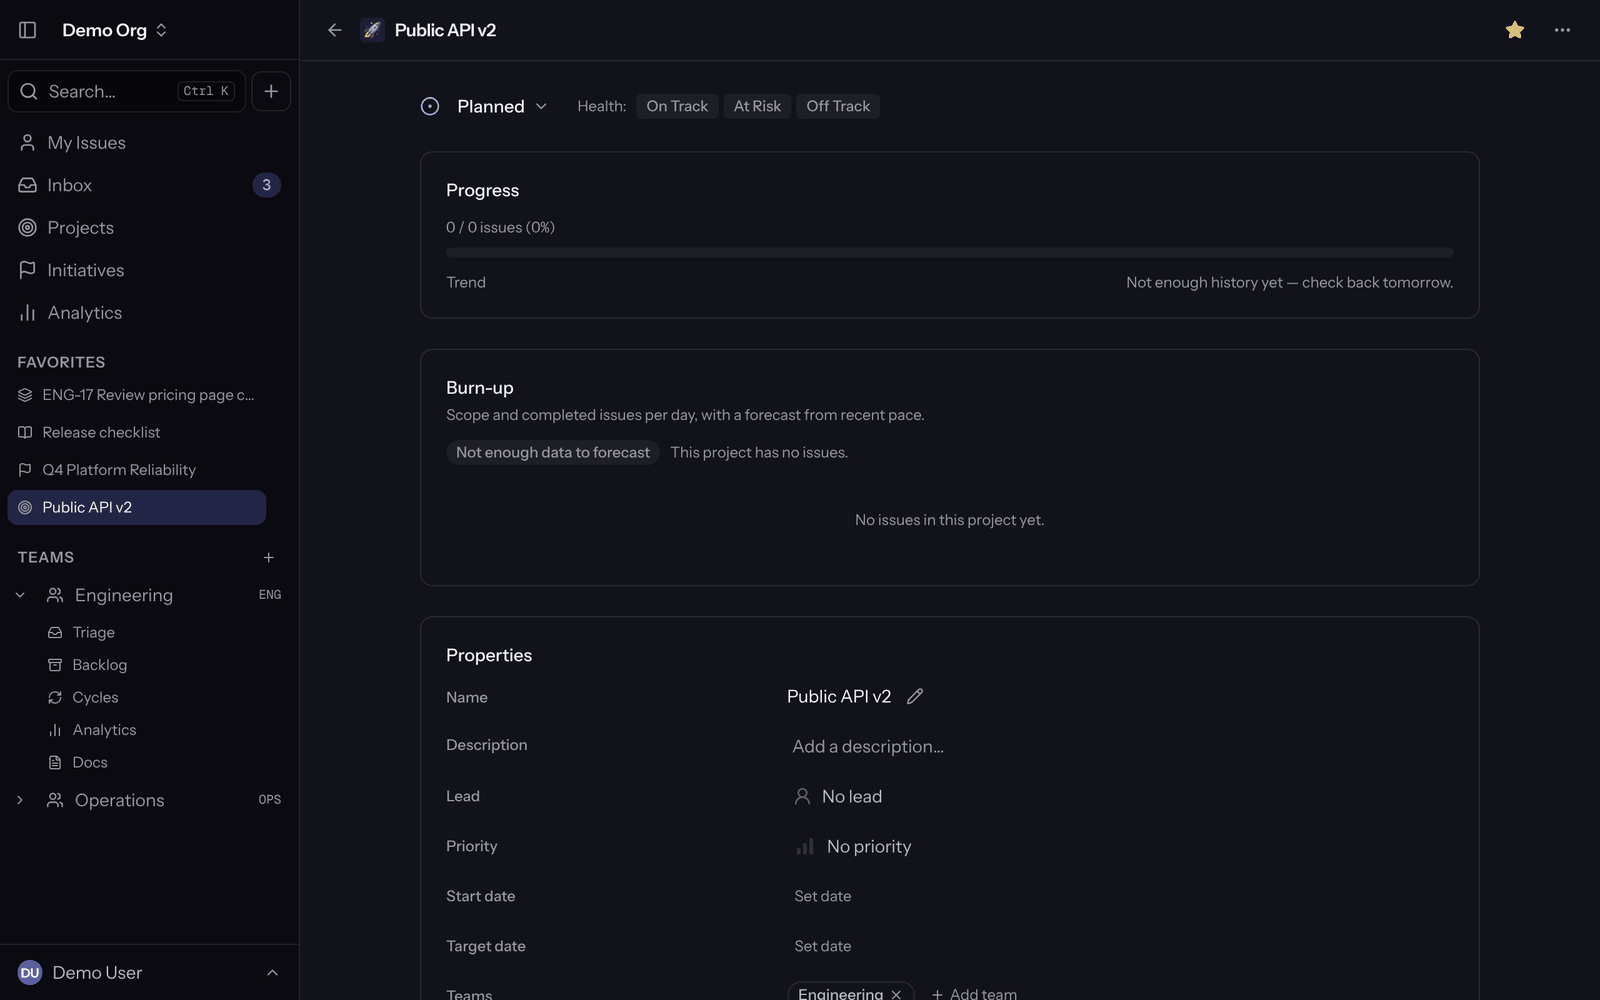 Demo Org
Search...
Ctrl K
My Issues
Inbox
3
Projects
Initiatives
Analytics
FAVORITES
ENG-17 Review pricing page c...
Release checklist
Q4 Platform Reliability
Public API v2
TEAMS
Engineering
ENG
Triage
Backlog
Cycles
Analytics
Docs
Operations
OPS
DU
Demo User
Public API v2
Planned
Health:
On Track
At Risk
Off Track
Progress
0 / 0 issues (0%)
Trend
Not enough history yet — check back tomorrow.
Burn-up
Scope and completed issues per day, with a forecast from recent pace.
Not enough data to forecast
This project has no issues.
No issues in this project yet.
Properties
Name
Public API v2
Description
Add a description...
Lead
No lead
Priority
No priority
Start date
Set date
Target date
Set date
Teams
Engineering
Add team